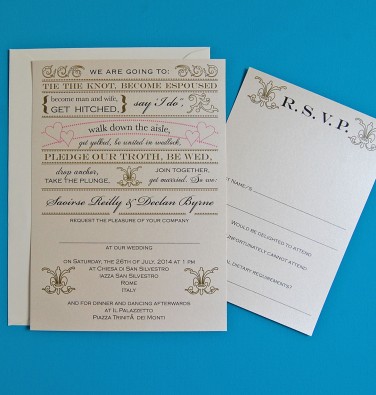 WE ARE GOING TO:
TIE THE KNOT, BECOME ESPOUSED
become man and wife,
GET HITCHED,
say "I do",
walk down the aisle,
get yolked, be united in wedlock,
PLEDGE OUR TROTH, BE WED,
drop anchor,
TAKE THE PLUNGE,
JOIN TOGETHER,
get married. So we:
Saoirse Reilly & Declan Byrne
REQUEST THE PLEASURE OF YOUR COMPANY
AT OUR WEDDING
ON SATURDAY, THE 26TH OF JULY, 2014 AT 1 PM
AT CHIESA DI SAN SILVESTRO
IAZZA SAN SILVESTRO
ROME
ITALY
AND FOR DINNER AND DANCING AFTERWARDS
AT IL PALAZZETTO
PIAZZA TRINITÀ DEI MONTI
R.S.V.P.
NT NAME'S
WOULD BE DELIGHTED TO ATTEND
UNFORTUNATELY CANNOT ATTEND
AL DIETARY REQUIREMENTS?